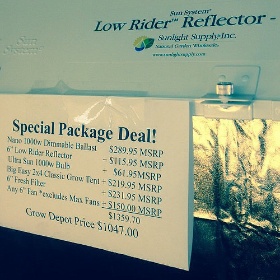 Sun System®
Low Rider™ Reflector -
Sunlight Supply, Inc.
National Garden Wholesale®
www.sunlightsupply.com
Special Package Deal!
Nano 1000w Dimmable Ballast $289.95 MSRP
6" Low Rider Reflector + $115.95 MSRP
Ultra Sun 1000w Bulb + $61.95MSRP
Big Easy 2x4 Classic Grow Tent + $219.95 MSRP
6" Fresh Filter + $231.95 MSRP
Any 6" Fan *excludes Max Fans + $150.00 MSRP
$1359.70
Grow Depot Price $1047.00